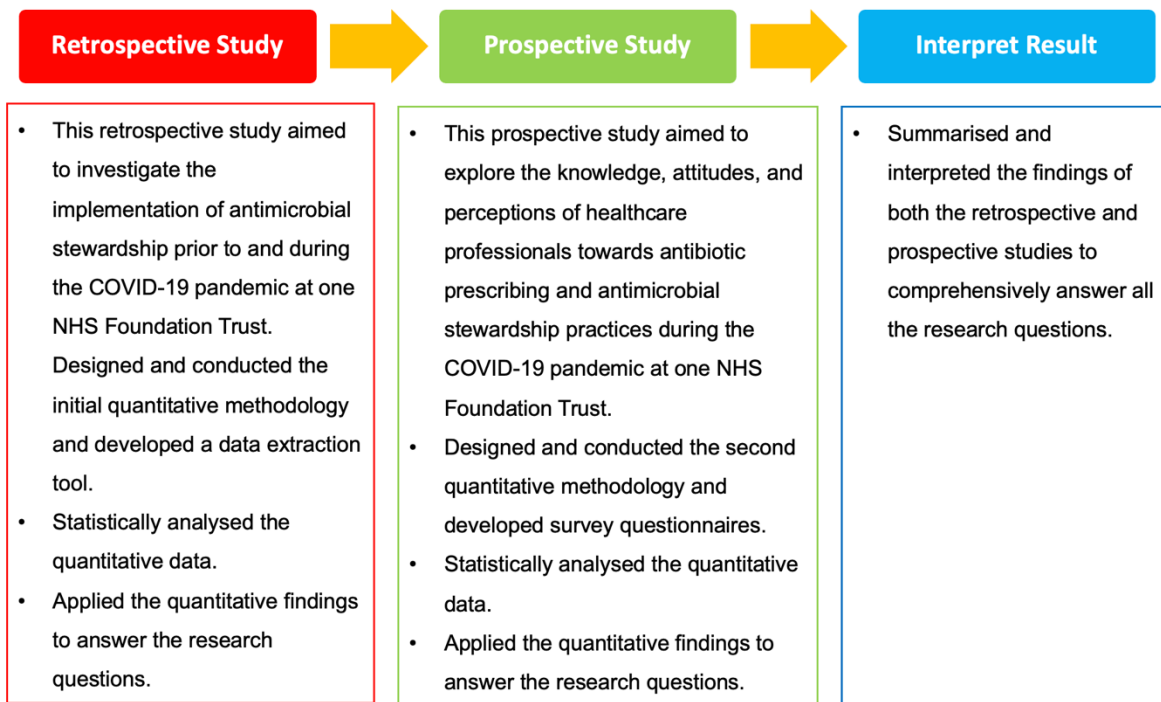 Retrospective Study
Prospective Study
Interpret Result
• This retrospective study aimed
to investigate the
implementation of antimicrobial
stewardship prior to and during
the COVID-19 pandemic at one
NHS Foundation Trust.
Designed and conducted the
initial quantitative methodology
and developed a data extraction
tool.
• Statistically analysed the
quantitative data.
• Applied the quantitative findings
to answer the research
questions.
• This prospective study aimed to
explore the knowledge, attitudes, and
perceptions of healthcare
professionals towards antibiotic
prescribing and antimicrobial
stewardship practices during the
COVID-19 pandemic at one NHS
Foundation Trust.
• Designed and conducted the second
quantitative methodology and
developed survey questionnaires.
• Statistically analysed the quantitative
data.
• Applied the quantitative findings to
answer the research questions.
• Summarised and
interpreted the findings of
both the retrospective and
prospective studies to
comprehensively answer all
the research questions.